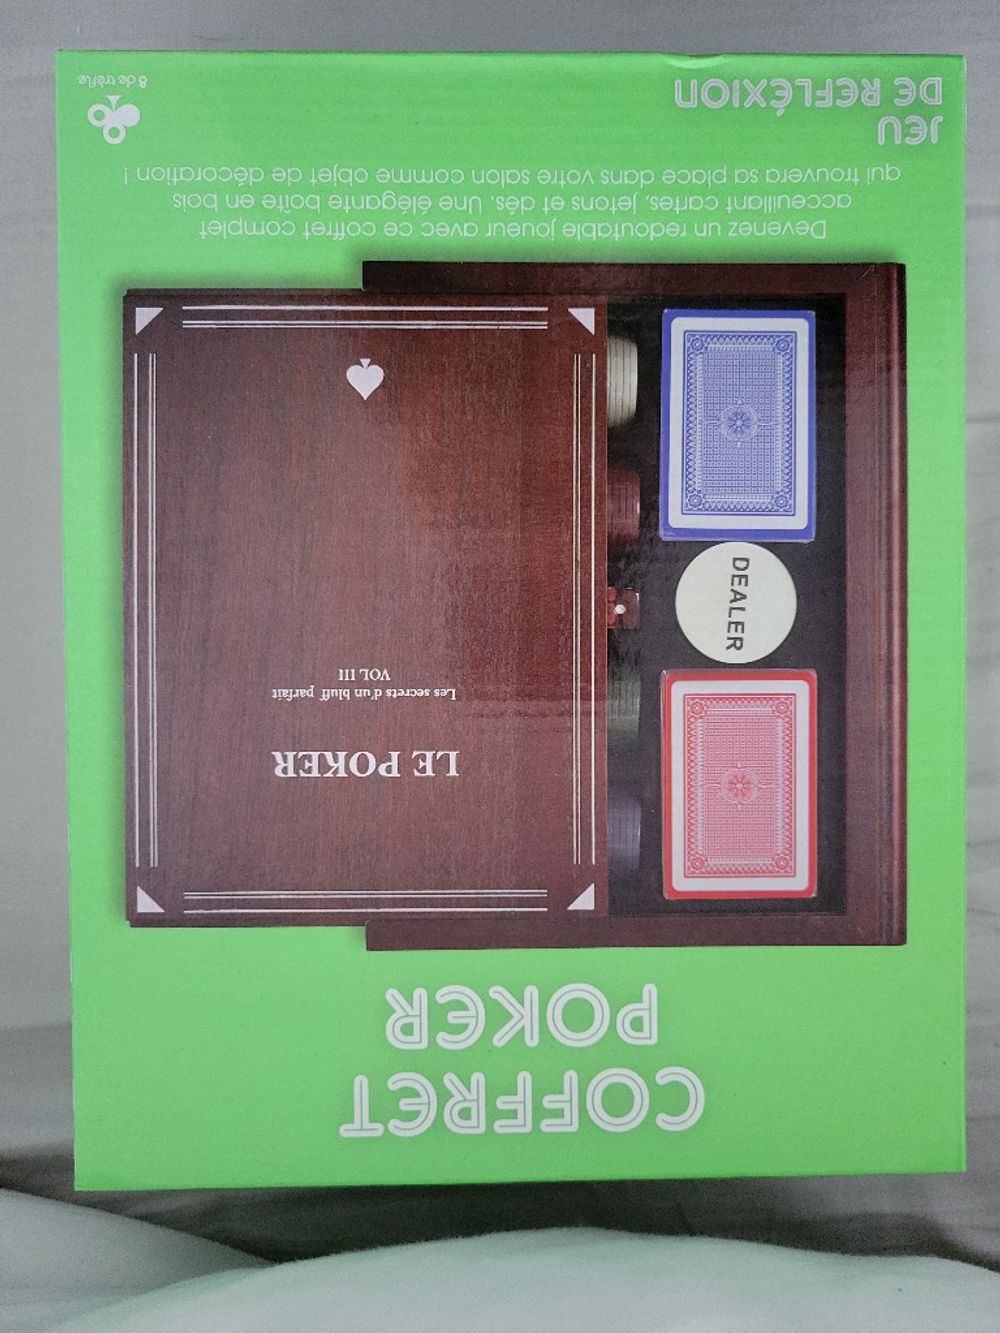 COFFRET
POKER
LE POKER
Les secrets d'un bluff parfait
VOL III
DEALER
Devenez un redoutable joueur avec ce coffret complet
acceuillant cartes, jetons et dés. Une élégante boîte en bois
qui trouvera sa place dans votre salon comme objet de décoration !
JEU
DE REFLÉXION
8 de trèfle